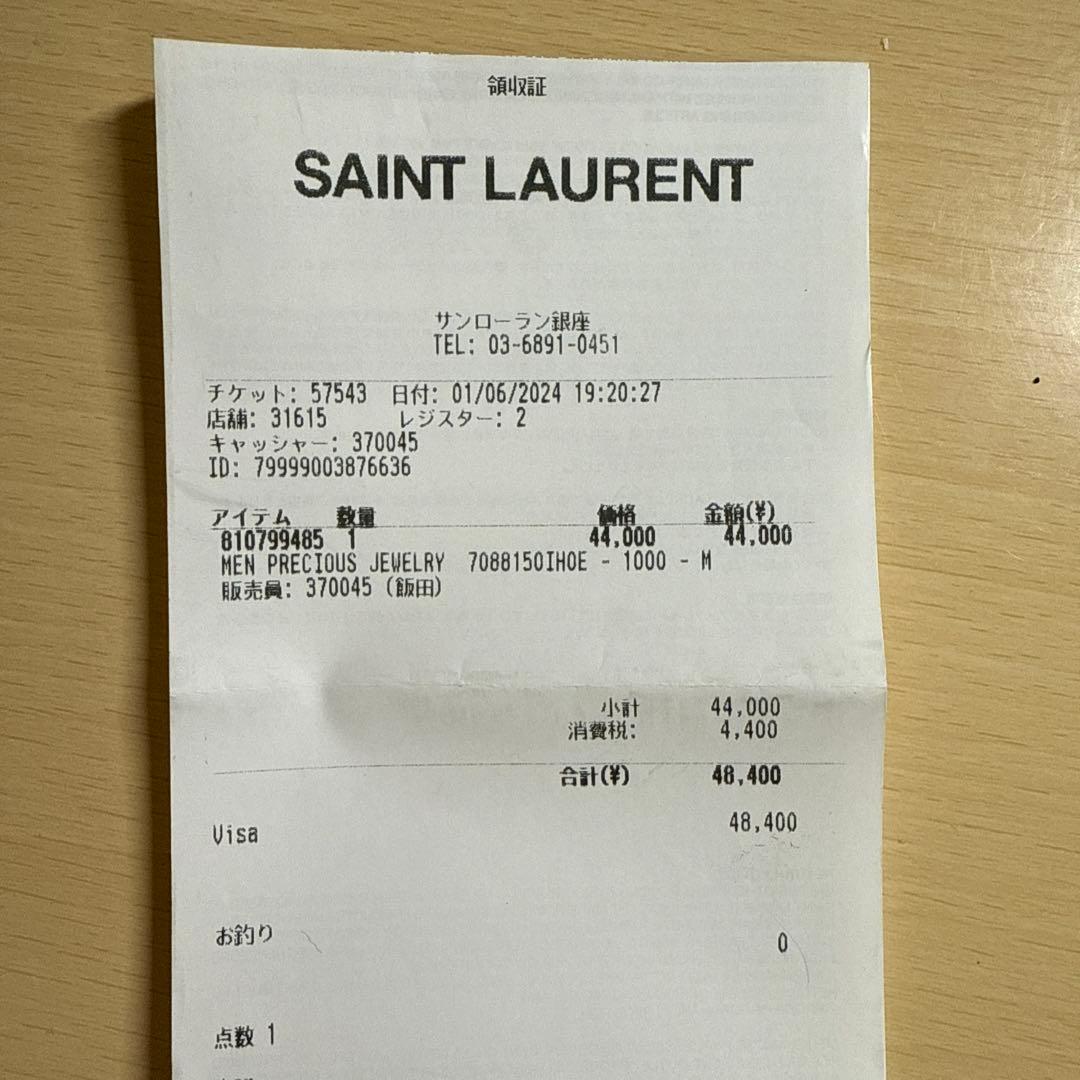 領収証
SAINT LAURENT
サンローラン銀座
TEL: 03-6891-0451
チケット: 57543 日付: 01/06/2024 19:20:27
店舗: 31615 レジスター: 2
キャッシャー: 370045
ID: 79999003876636
アイテム 数量 価格 金額(¥)
810799485 1 44,000 44,000
MEN PRECIOUS JEWELRY 7088150IH0E - 1000 - M
販売員: 370045 (飯田)
小計 44,000
消費税: 4,400
合計(¥) 48,400
Visa 48,400
お釣り 0
点数 1